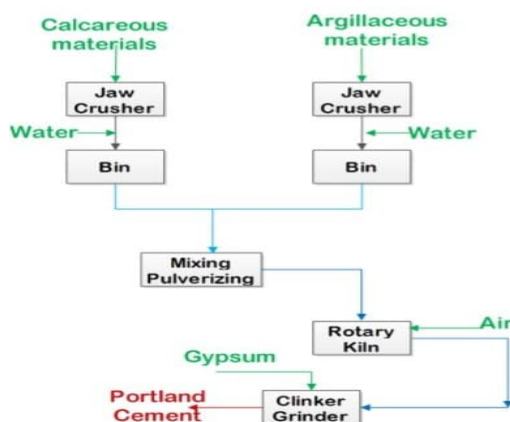 Calcareous
materials
Argillaceous
materials
Jaw
Crusher
Jaw
Crusher
Water
Water
Bin
Bin
Mixing
Pulverizing
Rotary
Kiln
Air
Gypsum
Portland
Cement
Clinker
Grinder